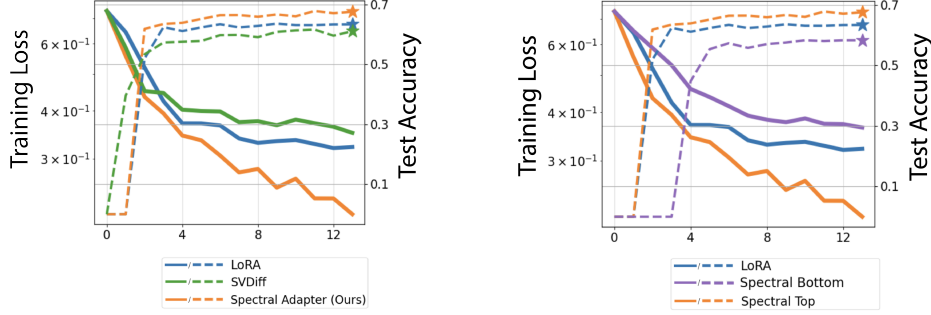 Training Loss
6 × 10⁻¹
4 × 10⁻¹
3 × 10⁻¹
0.7
0.5
0.3
0.1
Test Accuracy
0 4 8 12
/ LoRA
/ SVDiff
/ Spectral Adapter (Ours)
Training Loss
6 × 10⁻¹
4 × 10⁻¹
3 × 10⁻¹
0.7
0.5
0.3
0.1
Test Accuracy
0 4 8 12
/ LoRA
/ Spectral Bottom
/ Spectral Top